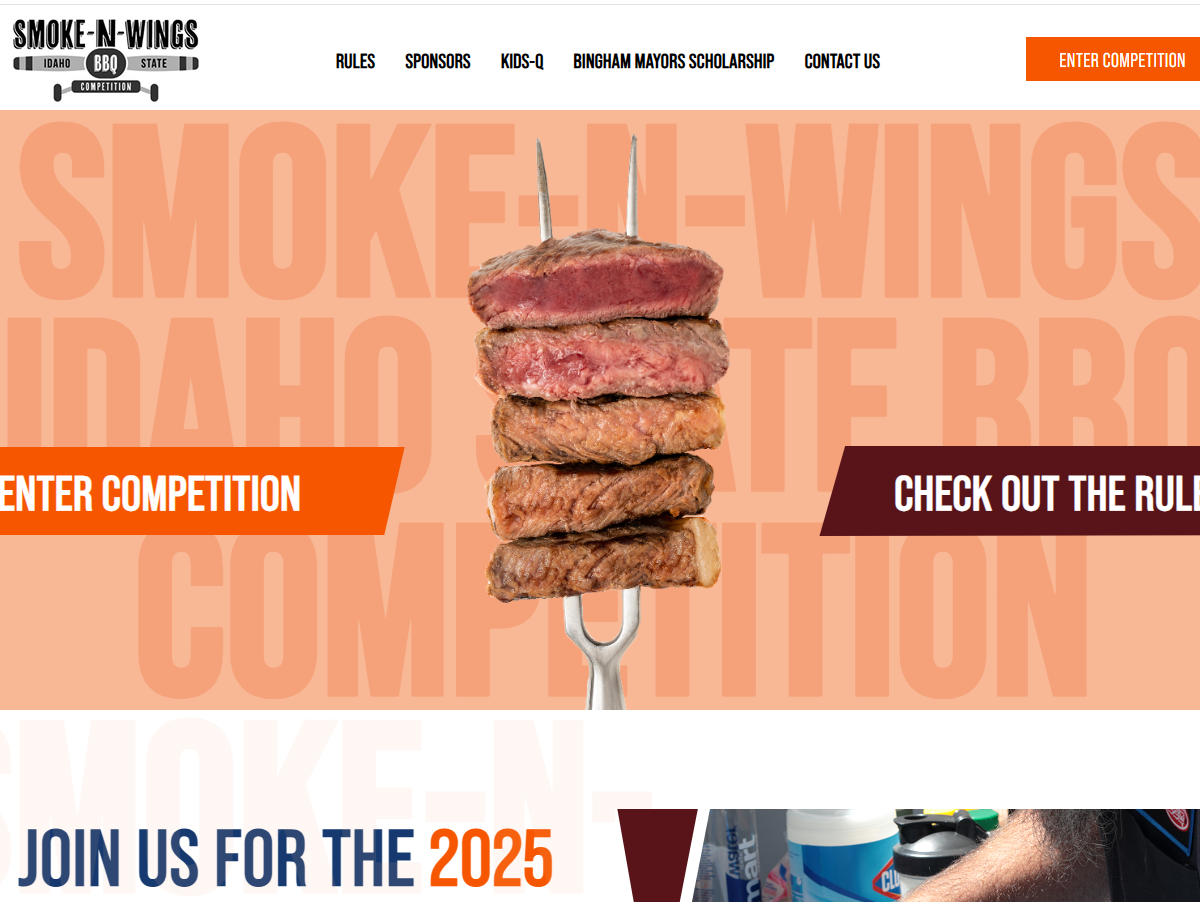 SMOKE-N-WINGS
IDAHO BBQ STATE
COMPETITION
RULES SPONSORS KIDS-Q BINGHAM MAYORS SCHOLARSHIP CONTACT US
ENTER COMPETITION
SMOKE-N-WINGS
IDAHO STATE BBQ
COMPETITION
ENTER COMPETITION
CHECK OUT THE RULE
SMOKE-N-
JOIN US FOR THE 2025